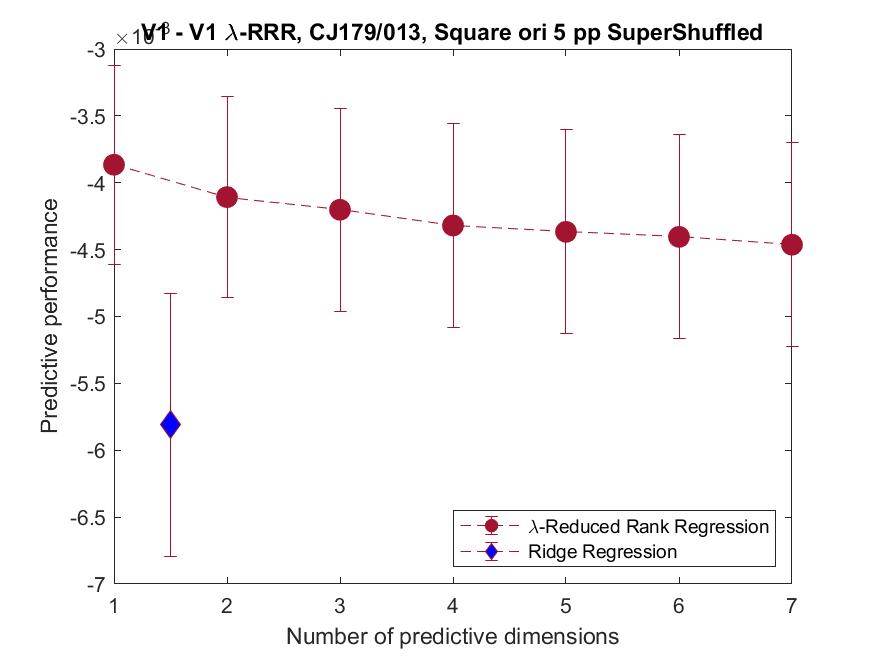 ×10-3
V1 - V1 λ-RRR, CJ179/013, Square ori 5 pp SuperShuffled
-3
-3.5
-4
-4.5
-5
-5.5
-6
-6.5
-7
Predictive performance
1 2 3 4 5 6 7
Number of predictive dimensions
λ-Reduced Rank Regression
Ridge Regression